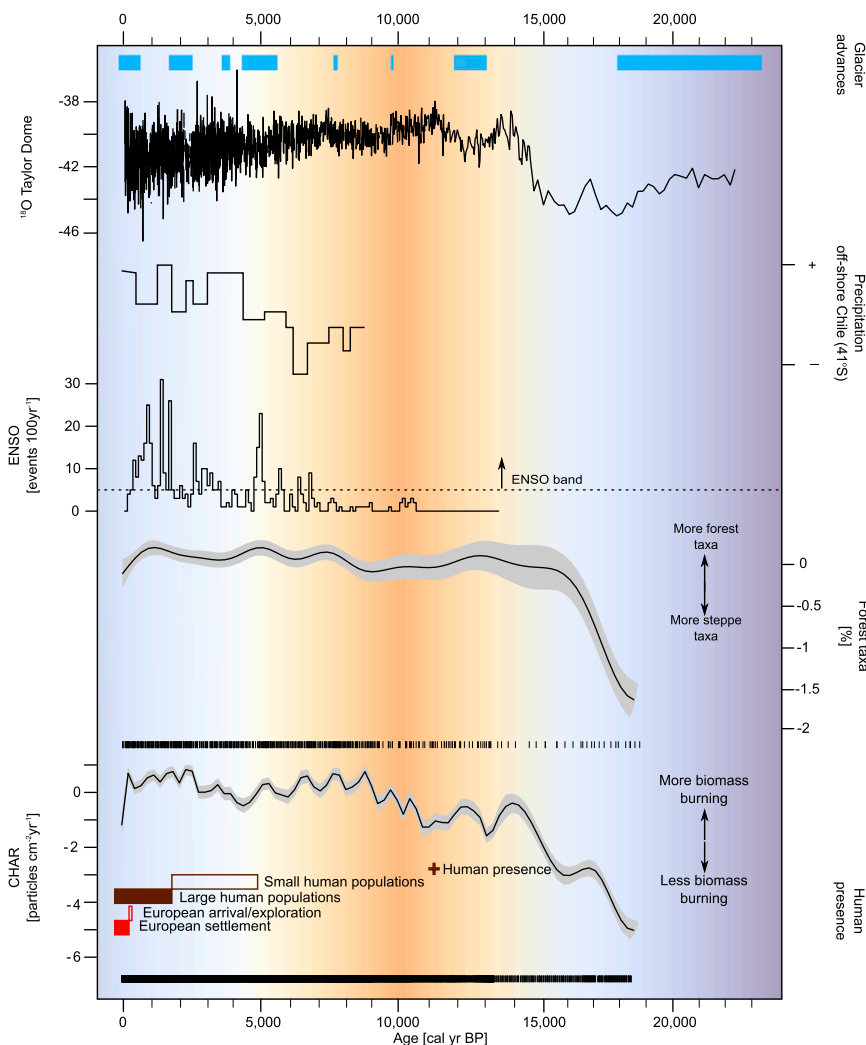 0 5,000 10,000 15,000 20,000
Glacier
advances
-38
-42
-46
¹⁸O Taylor Dome
+
−
Precipitation
off-shore Chile (41°S)
30
20
10
0
ENSO
[events 100yr⁻¹]
ENSO band
More forest
taxa
More steppe
taxa
0
-0.5
-1
-1.5
-2
Forest taxa
[%]
0
-2
-4
-6
CHAR
[particles cm⁻²yr⁻¹]
More biomass
burning
Less biomass
burning
Human presence
Small human populations
Large human populations
European arrival/exploration
European settlement
Human
presence
0 5,000 10,000 15,000 20,000
Age [cal yr BP]